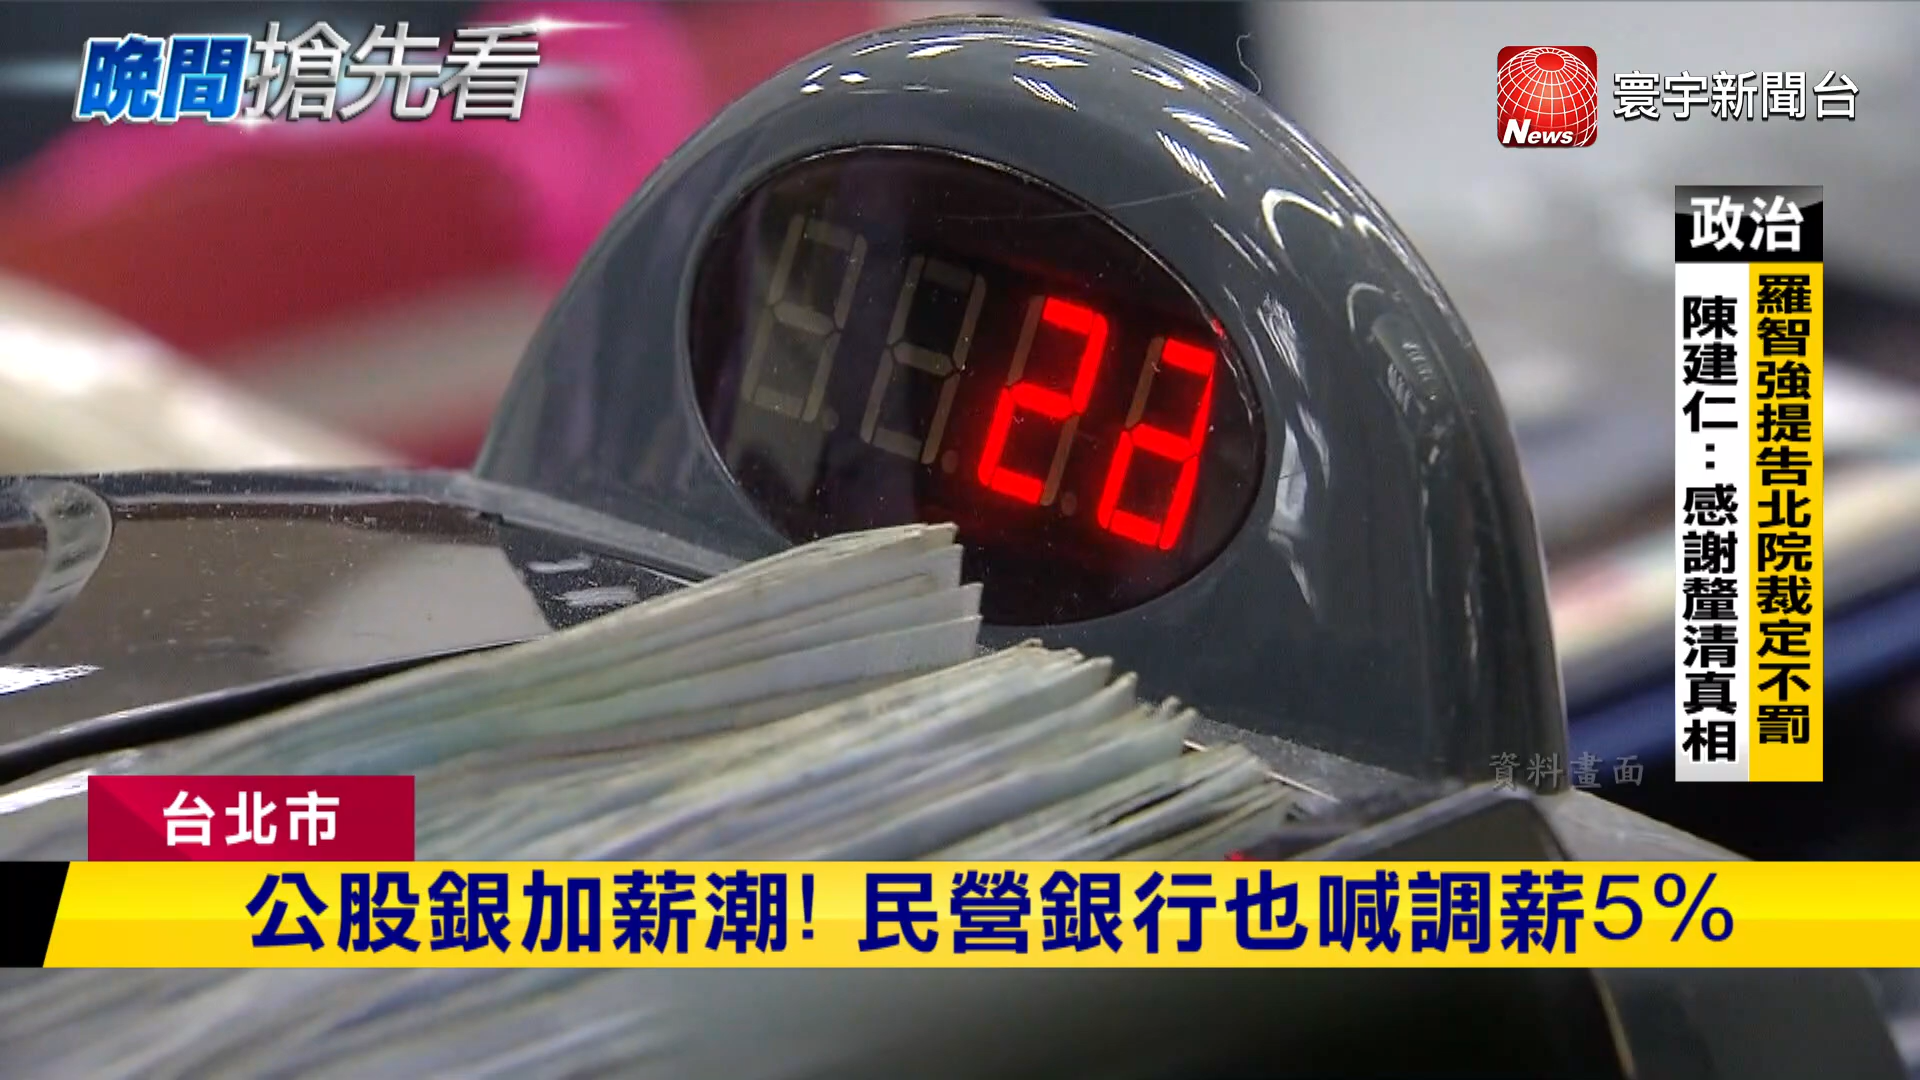 晚間搶先看
News
寰宇新聞台
政治
羅智強提告北院裁定不罰
陳建仁：感謝釐清真相
資料畫面
台北市
公股銀加薪潮! 民營銀行也喊調薪5%